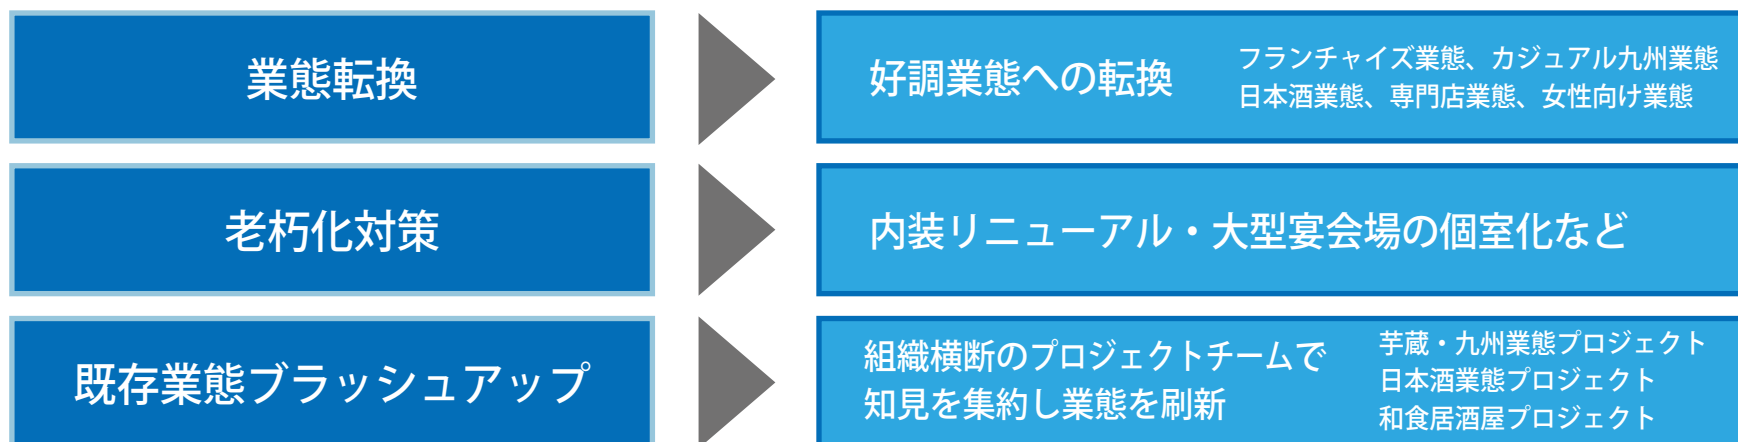 業態転換
好調業態への転換
フランチャイズ業態、カジュアル九州業態
日本酒業態、専門店業態、女性向け業態
老朽化対策
内装リニューアル・大型宴会場の個室化など
既存業態ブラッシュアップ
組織横断のプロジェクトチームで
知見を集約し業態を刷新
芋蔵・九州業態プロジェクト
日本酒業態プロジェクト
和食居酒屋プロジェクト